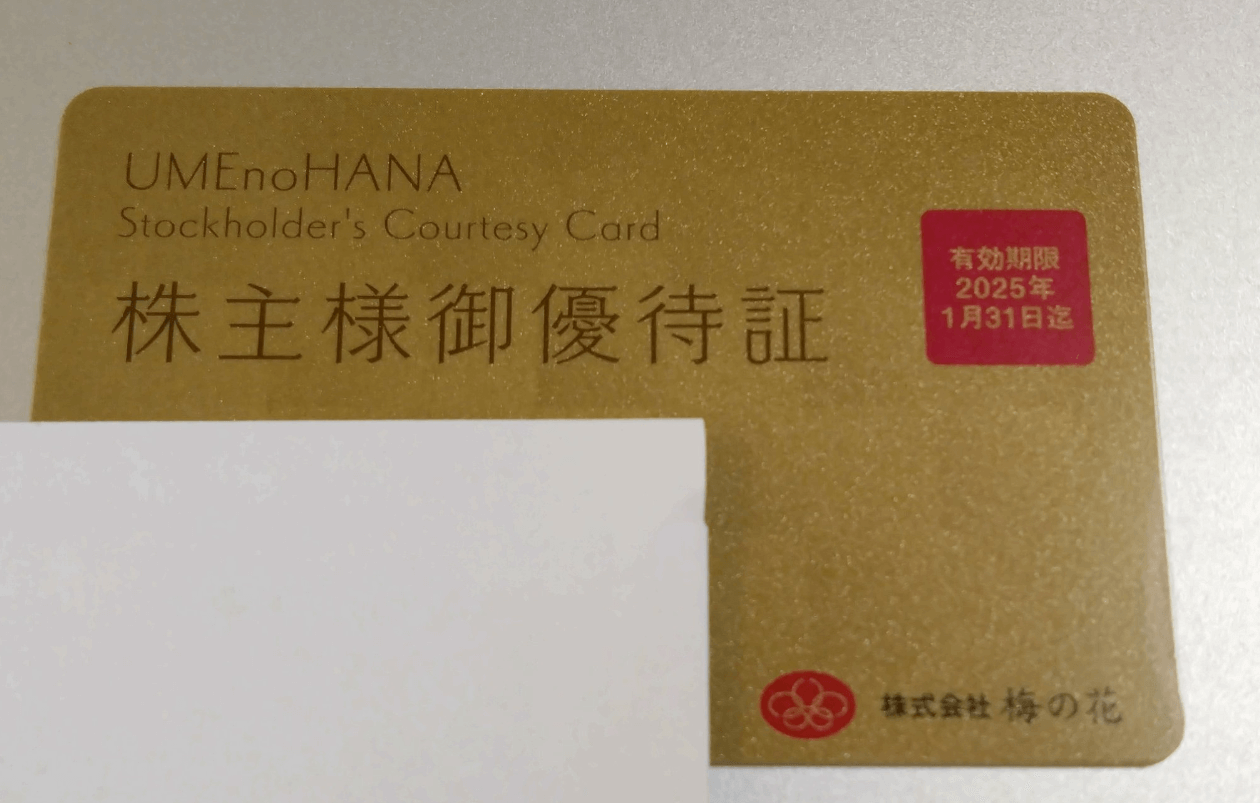 UMEnoHANA
Stockholder's Courtesy Card
株主様御優待証
有効期限
2025年
1月31日迄
株式会社 梅の花